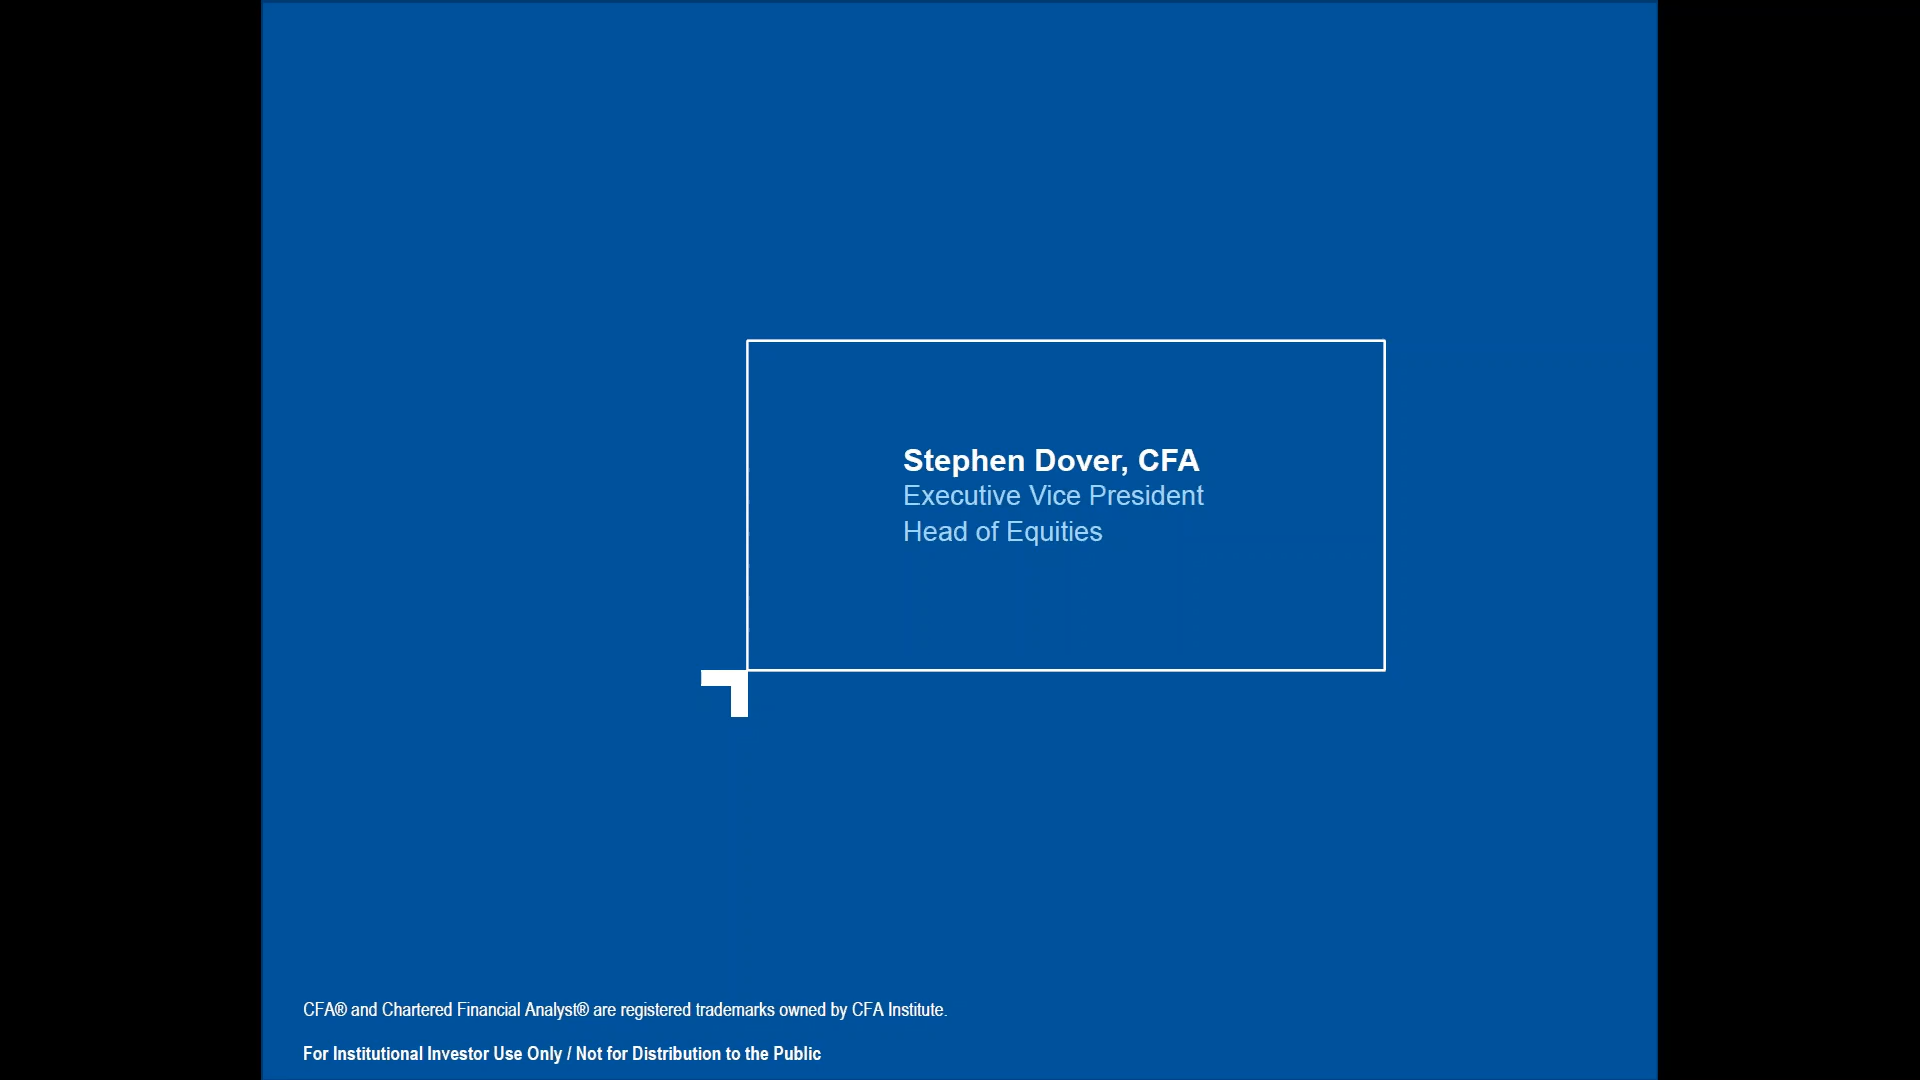 Stephen Dover, CFA
Executive Vice President
Head of Equities
CFA® and Chartered Financial Analyst® are registered trademarks owned by CFA Institute.
For Institutional Investor Use Only / Not for Distribution to the Public